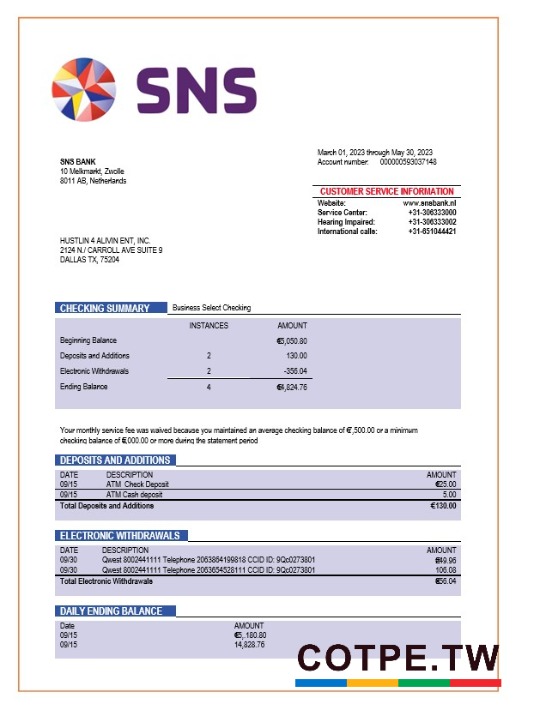 SNS
March 01, 2023 through May 30, 2023
Account number: 000000593037148
SNS BANK
10 Melkmarkt, Zwolle
8011 AB, Netherlands
CUSTOMER SERVICE INFORMATION
Website: www.snsbank.nl
Service Center: +31-306333000
Hearing Impaired: +31-306333002
International calls: +31-651044421
HUSTLIN 4 ALIVIN ENT, INC.
2124 N./ CARROLL AVE SUITE 9
DALLAS TX, 75204
CHECKING SUMMARY Business Select Checking
INSTANCES AMOUNT
Beginning Balance €5,050.80
Deposits and Additions 2 130.00
Electronic Withdrawals 2 -356.04
Ending Balance 4 €4,824.76
Your monthly service fee was waived because you maintained an average checking balance of €7,500.00 or a minimum
checking balance of €5,000.00 or more during the statement period
DEPOSITS AND ADDITIONS
DATE DESCRIPTION AMOUNT
09/15 ATM Check Deposit €25.00
09/15 ATM Cash deposit 5.00
Total Deposits and Additions €130.00
ELECTRONIC WITHDRAWALS
DATE DESCRIPTION AMOUNT
09/30 Qwest 8002441111 Telephone 2063864199818 CCID ID: 9Qc0273801
09/30 Qwest 8002441111 Telephone 2063654528111 CCID ID: 9Qc0273801 106.08
Total Electronic Withdrawals
DAILY ENDING BALANCE
Date AMOUNT
09/15 €5,180.80
09/15 14,828.76
COTPE.TW